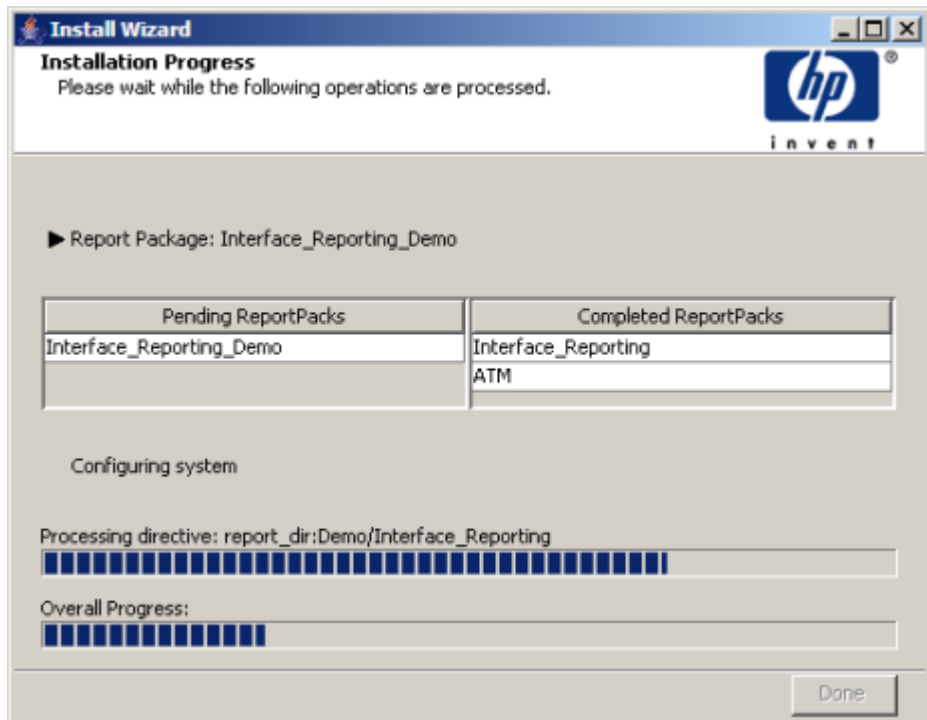 Install Wizard
Installation Progress
Please wait while the following operations are processed.
hp
®
invent
Report Package: Interface_Reporting_Demo
Pending ReportPacks
Completed ReportPacks
Interface_Reporting_Demo
Interface_Reporting
ATM
Configuring system
Processing directive: report_dir:Demo/Interface_Reporting
Overall Progress:
Done